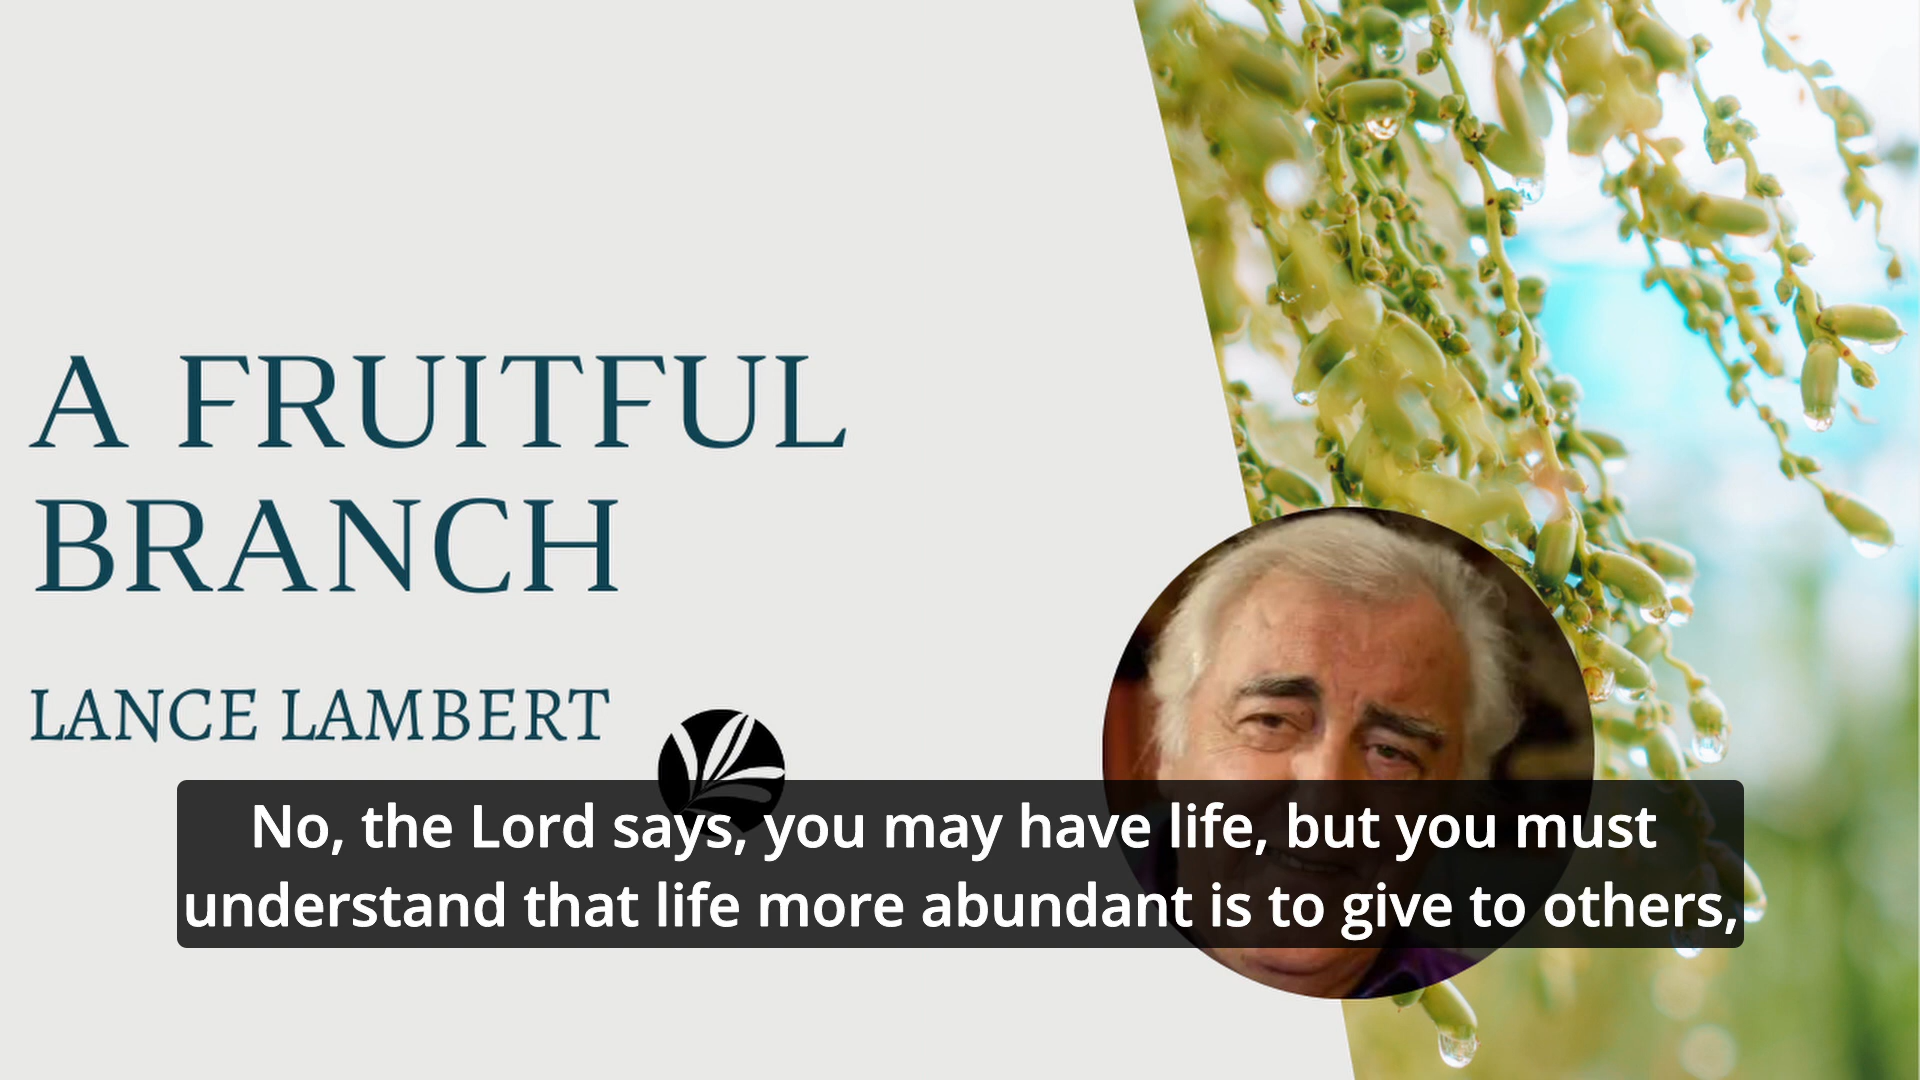 A FRUITFUL
BRANCH
LANCE LAMBERT
No, the Lord says, you may have life, but you must
understand that life more abundant is to give to others,